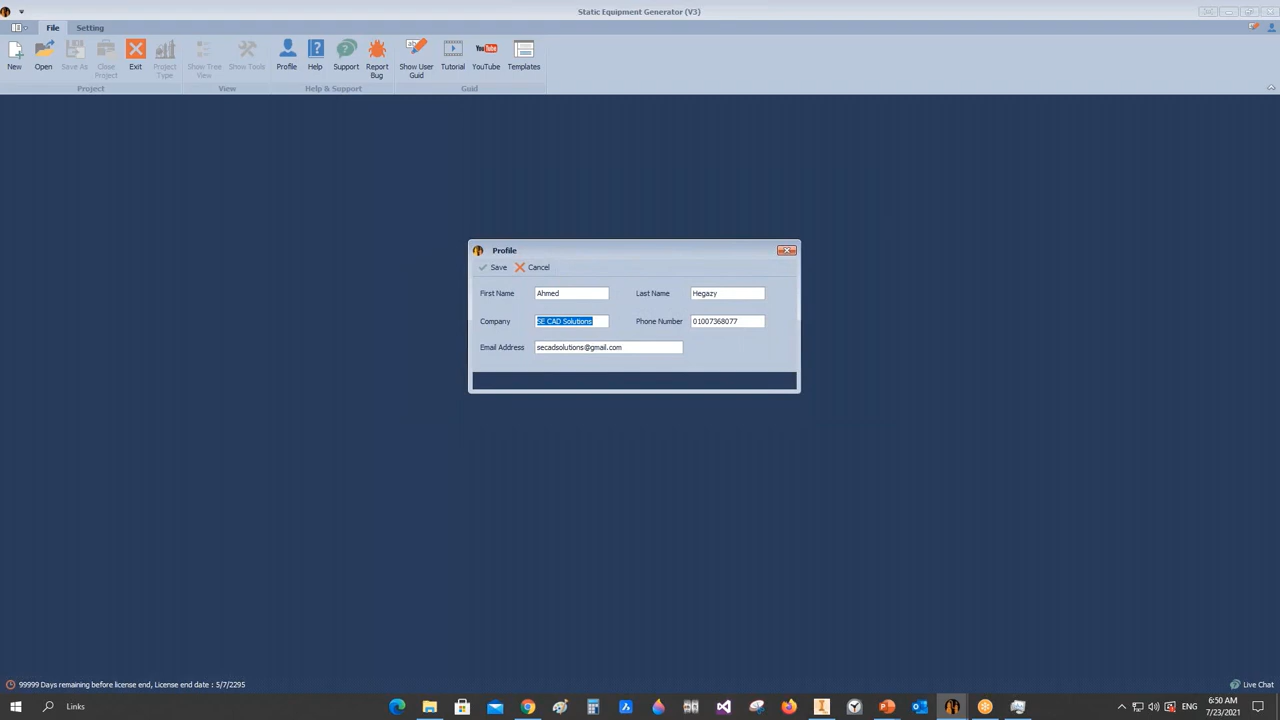 Static Equipment Generator (V3)
File Setting
New Open Save As Close Project Exit Project Type Show Tree View Show Tools Profile Help Support Report Bug Show User Guid Tutorial YouTube Templates
Project View Help & Support Guid
Profile
Save Cancel
First Name Ahmed Last Name Hegazy
Company SE CAD Solutions Phone Number 01007368077
Email Address secadsolutions@gmail.com
99999 Days remaining before license end, License end date : 5/7/2295 Live Chat
Links ENG 6:50 AM
7/23/2021